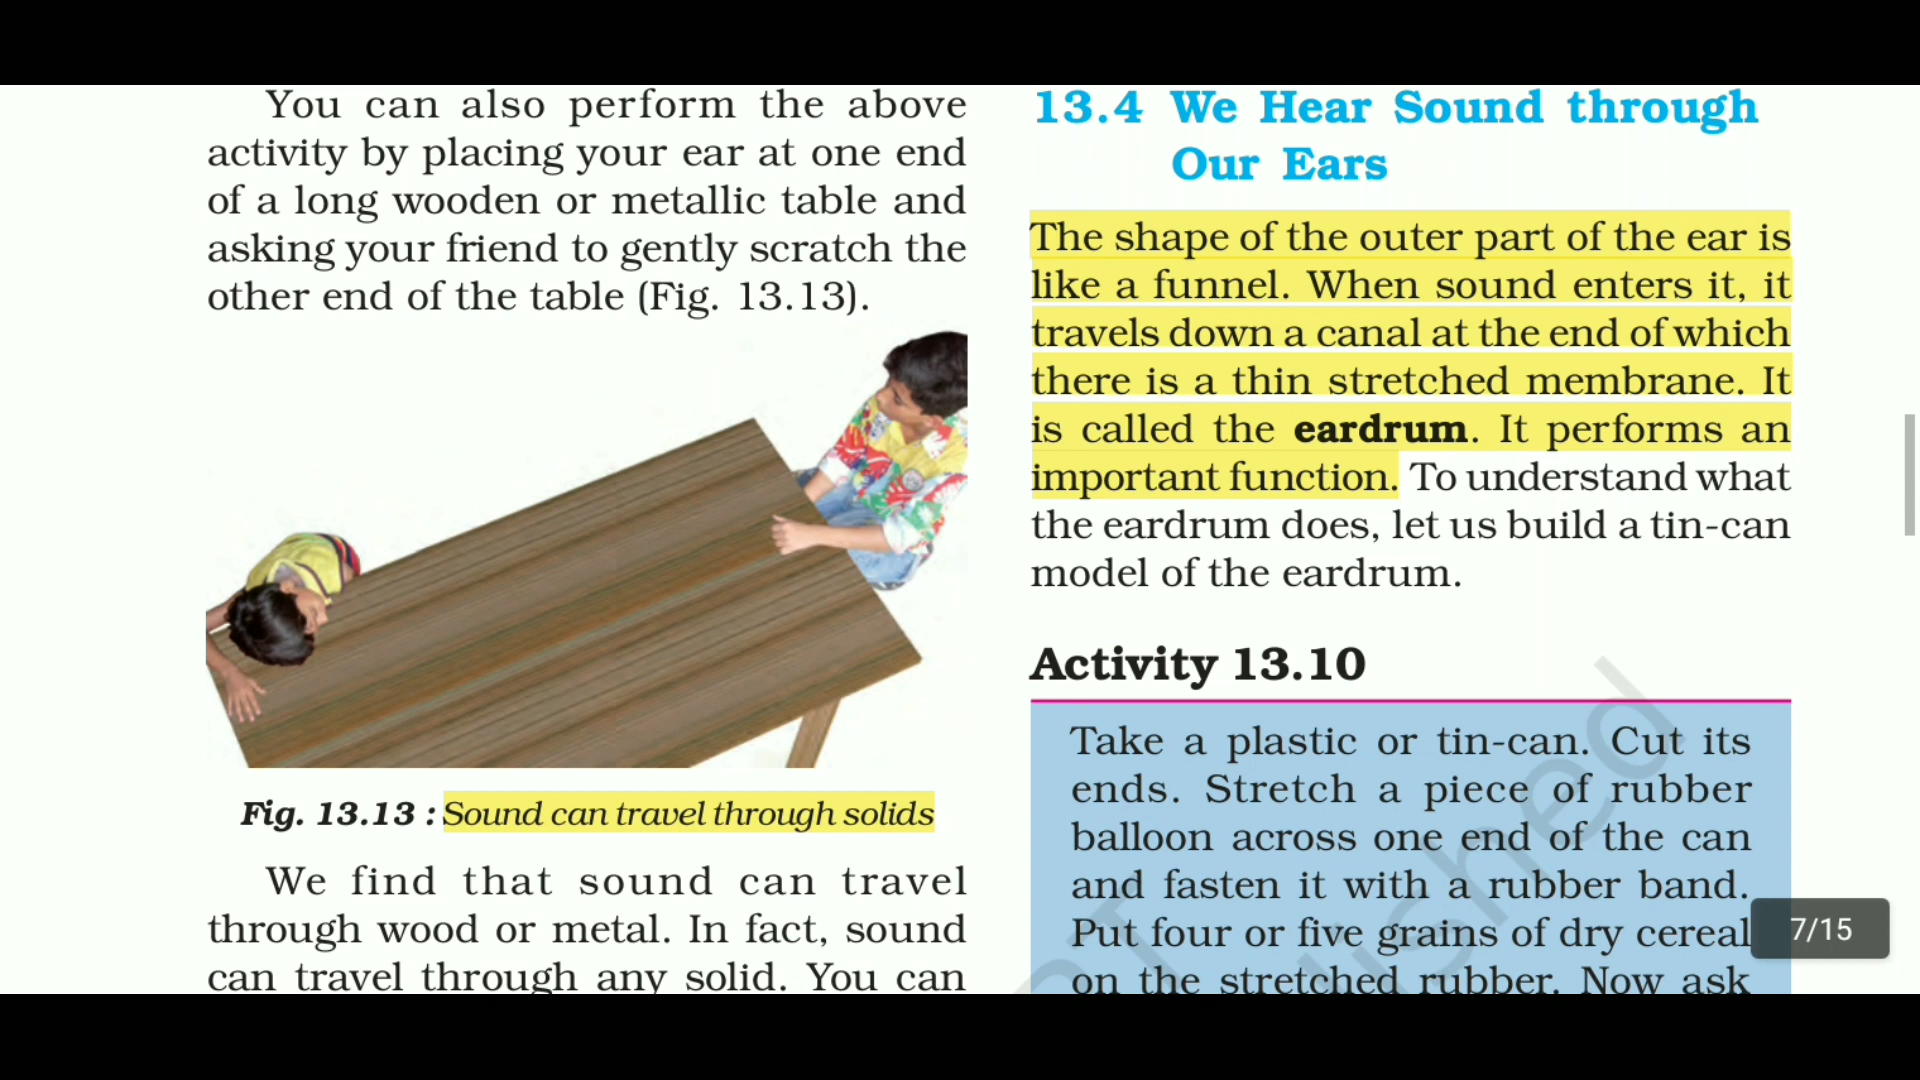 You can also perform the above
activity by placing your ear at one end
of a long wooden or metallic table and
asking your friend to gently scratch the
other end of the table (Fig. 13.13).
Fig. 13.13 : Sound can travel through solids
We find that sound can travel
through wood or metal. In fact, sound
can travel through any solid. You can
13.4 We Hear Sound through
Our Ears
The shape of the outer part of the ear is
like a funnel. When sound enters it, it
travels down a canal at the end of which
there is a thin stretched membrane. It
is called the eardrum. It performs an
important function. To understand what
the eardrum does, let us build a tin-can
model of the eardrum.
Activity 13.10
Take a plastic or tin-can. Cut its
ends. Stretch a piece of rubber
balloon across one end of the can
and fasten it with a rubber band.
Put four or five grains of dry cereal
on the stretched rubber. Now ask
7/15